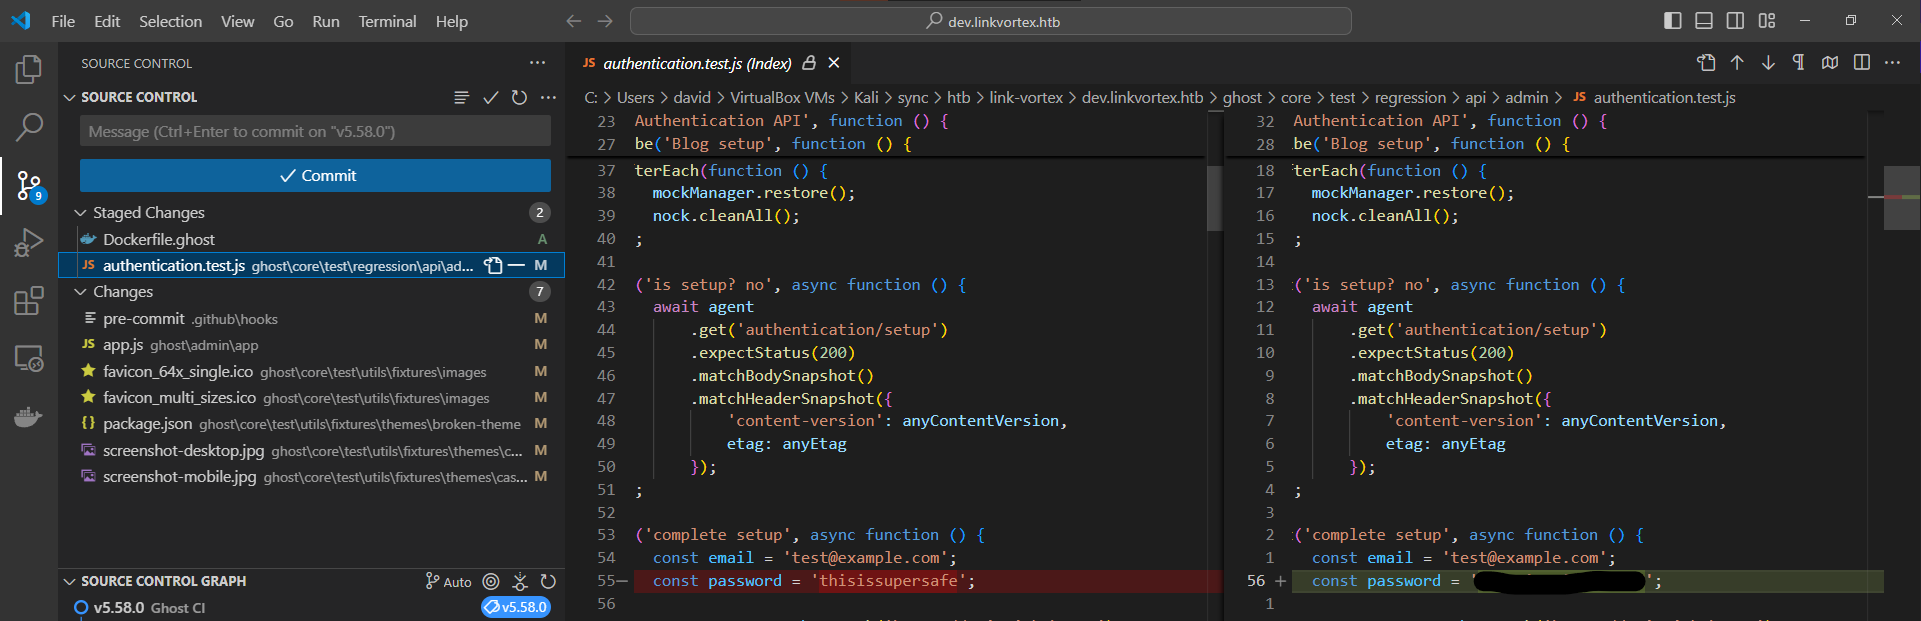 File Edit Selection View Go Run Terminal Help
dev.linkvortex.htb
SOURCE CONTROL
SOURCE CONTROL
Message (Ctrl+Enter to commit on "v5.58.0")
Commit
Staged Changes 2
Dockerfile.ghost A
JS authentication.test.js ghost\core\test\regression\api\ad... M
Changes 7
pre-commit .github\hooks M
JS app.js ghost\admin\app M
favicon_64x_single.ico ghost\core\test\utils\fixtures\images M
favicon_multi_sizes.ico ghost\core\test\utils\fixtures\images M
{} package.json ghost\core\test\utils\fixtures\themes\broken-theme M
screenshot-desktop.jpg ghost\core\test\utils\fixtures\themes\c... M
screenshot-mobile.jpg ghost\core\test\utils\fixtures\themes\cas... M
SOURCE CONTROL GRAPH Auto
v5.58.0 Ghost CI v5.58.0
9
JS authentication.test.js (Index)
C: > Users > david > VirtualBox VMs > Kali > sync > htb > link-vortex > dev.linkvortex.htb > ghost > core > test > regression > api > admin > JS authentication.test.js
23 Authentication API', function () {
27 be('Blog setup', function () {
37 terEach(function () {
38 mockManager.restore();
39 nock.cleanAll();
40 ;
41
42 ('is setup? no', async function () {
43 await agent
44 .get('authentication/setup')
45 .expectStatus(200)
46 .matchBodySnapshot()
47 .matchHeaderSnapshot({
48 'content-version': anyContentVersion,
49 etag: anyEtag
50 });
51 ;
52
53 ('complete setup', async function () {
54 const email = 'test@example.com';
55— const password = 'thisissupersafe';
56
32 Authentication API', function () {
28 be('Blog setup', function () {
18 terEach(function () {
17 mockManager.restore();
16 nock.cleanAll();
15 ;
14
13 ('is setup? no', async function () {
12 await agent
11 .get('authentication/setup')
10 .expectStatus(200)
9 .matchBodySnapshot()
8 .matchHeaderSnapshot({
7 'content-version': anyContentVersion,
6 etag: anyEtag
5 });
4 ;
3
2 ('complete setup', async function () {
1 const email = 'test@example.com';
56 + const password = '';
1